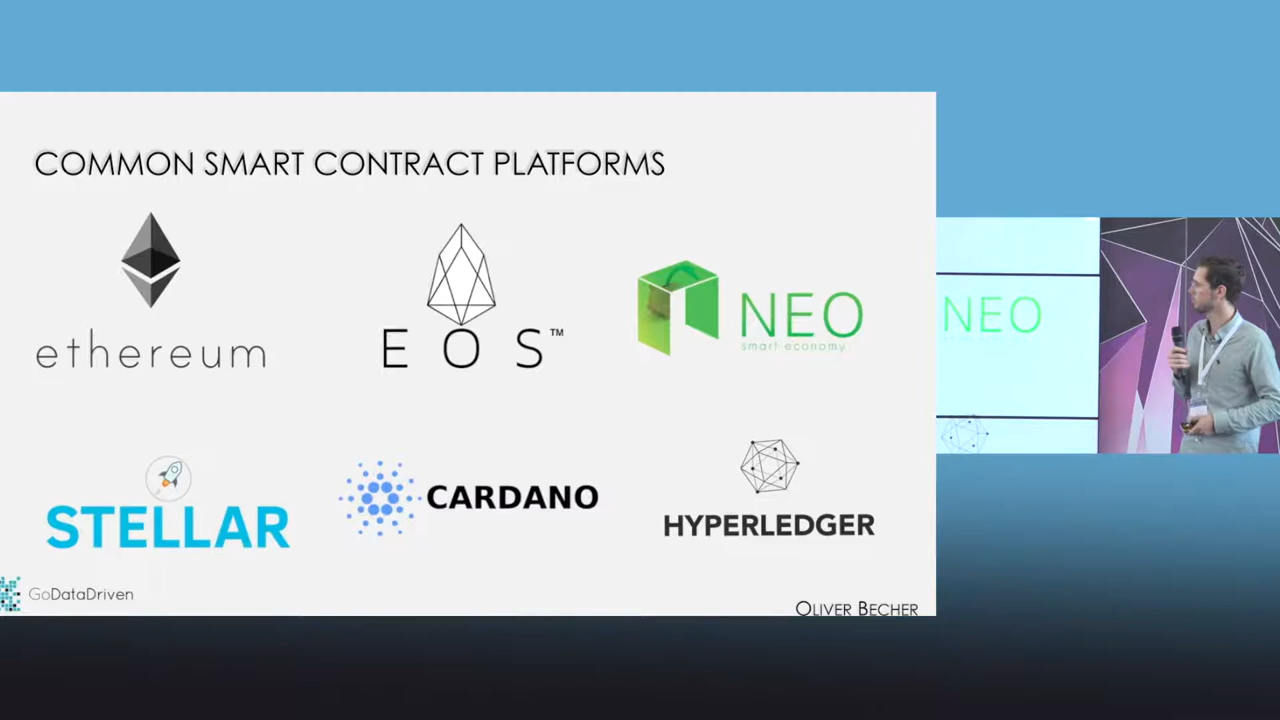 COMMON SMART CONTRACT PLATFORMS
ethereum
EOS™
NEO
smart economy
STELLAR
CARDANO
HYPERLEDGER
GoDataDriven
OLIVER BECHER
NEO